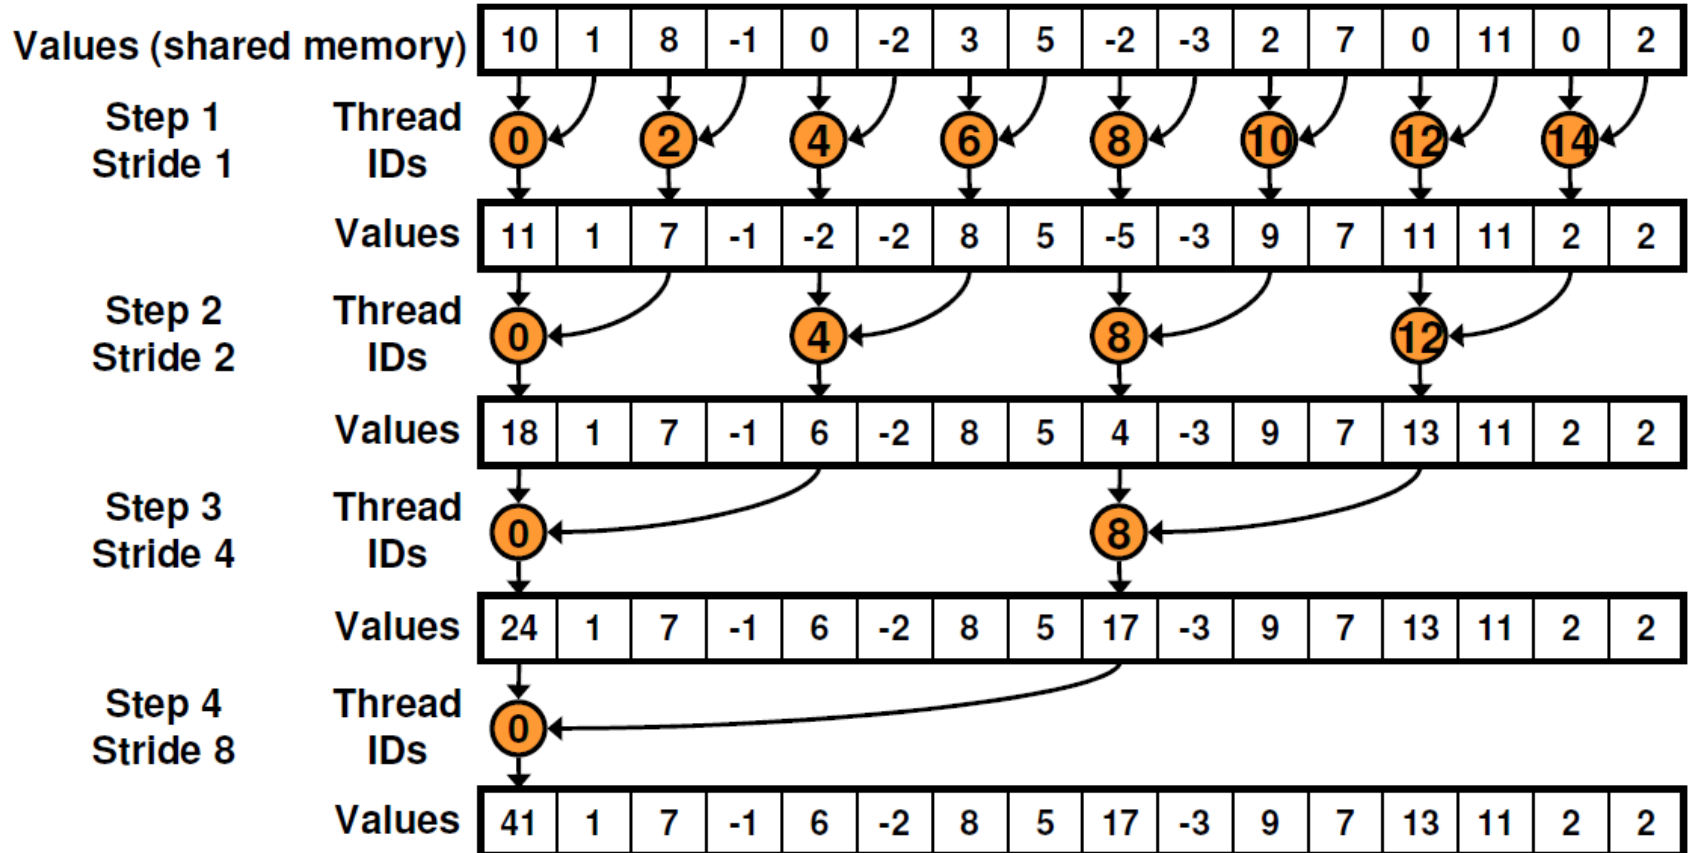 Values (shared memory) 10 1 8 -1 0 -2 3 5 -2 -3 2 7 0 11 0 2
Step 1 Thread 0 2 4 6 8 10 12 14
Stride 1 IDs
Values 11 1 7 -1 -2 -2 8 5 -5 -3 9 7 11 11 2 2
Step 2 Thread 0 4 8 12
Stride 2 IDs
Values 18 1 7 -1 6 -2 8 5 4 -3 9 7 13 11 2 2
Step 3 Thread 0 8
Stride 4 IDs
Values 24 1 7 -1 6 -2 8 5 17 -3 9 7 13 11 2 2
Step 4 Thread 0
Stride 8 IDs
Values 41 1 7 -1 6 -2 8 5 17 -3 9 7 13 11 2 2